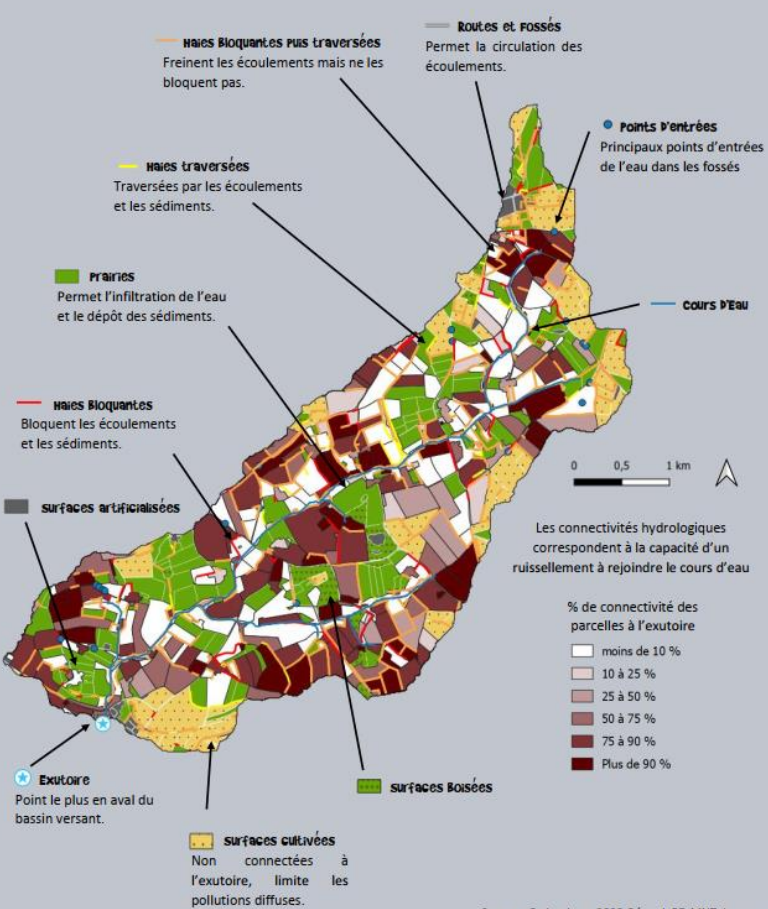 Routes et fossés
Permet la circulation des
écoulements.
Haies Bloquantes puis traversées
Freinent les écoulements mais ne les
bloquent pas.
Points d'entrées
Principaux points d'entrées
de l'eau dans les fossés
Haies traversées
Traversées par les écoulements
et les sédiments.
Prairies
Permet l'infiltration de l'eau
et le dépôt des sédiments.
Cours d'Eau
Haies Bloquantes
Bloquent les écoulements
et les sédiments.
0 0,5 1 km
Surfaces artificialisées
Les connectivités hydrologiques
correspondent à la capacité d'un
ruissellement à rejoindre le cours d'eau
% de connectivité des
parcelles à l'exutoire
moins de 10 %
10 à 25 %
25 à 50 %
50 à 75 %
75 à 90 %
Plus de 90 %
Exutoire
Point le plus en aval du
bassin versant.
Surfaces Boisées
Surfaces cultivées
Non connectées à
l'exutoire, limite les
pollutions diffuses.